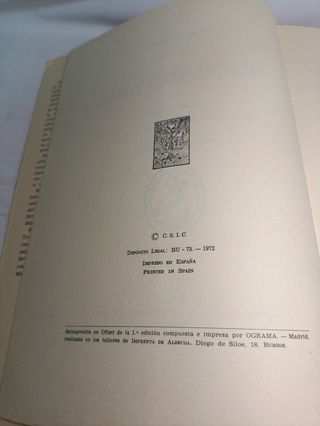 © C. S. I. C.
DEPÓSITO LEGAL: BU - 73. — 1972
IMPRESO EN ESPAÑA
PRINTED IN SPAIN
Reimpresión en Offset de la 1.ª edición compuesta e impresa por OGRAMA. — Madrid,
realizada en los talleres de IMPRENTA DE ALDECOA. Diego de Siloe, 18. BURGOS.